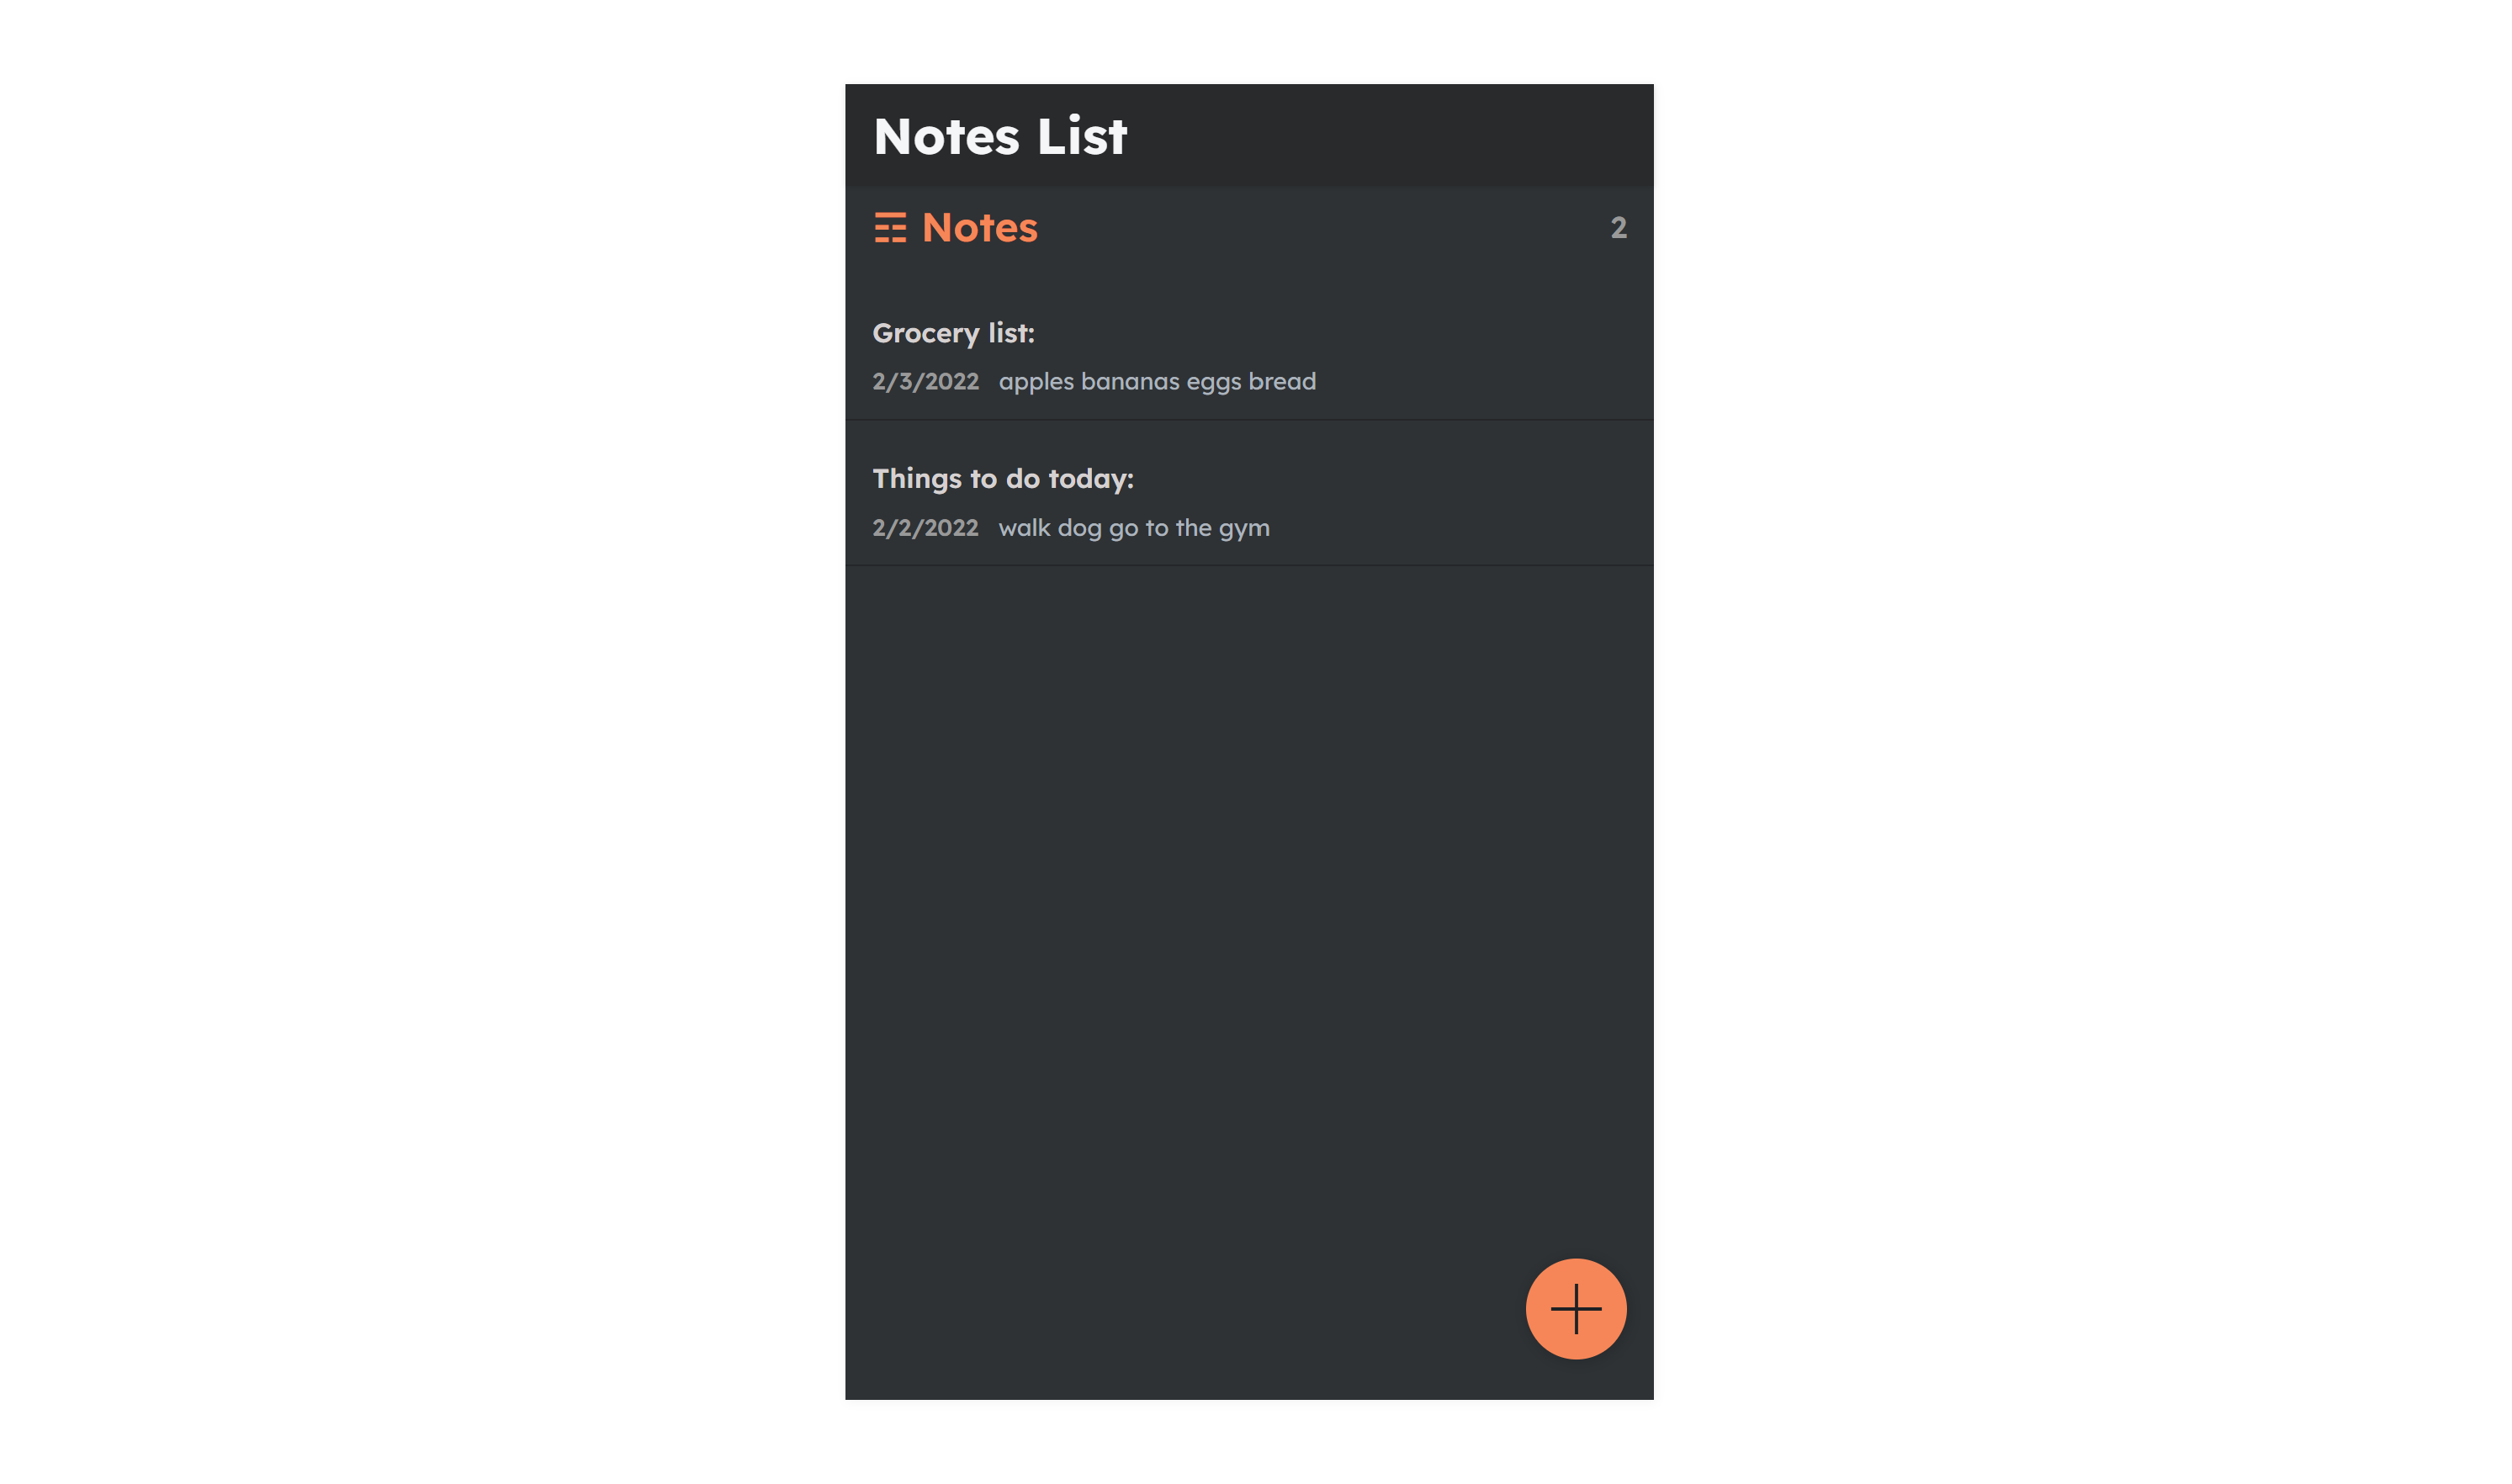 Notes List
☶ Notes
2
Grocery list:
2/3/2022 apples bananas eggs bread
Things to do today:
2/2/2022 walk dog go to the gym